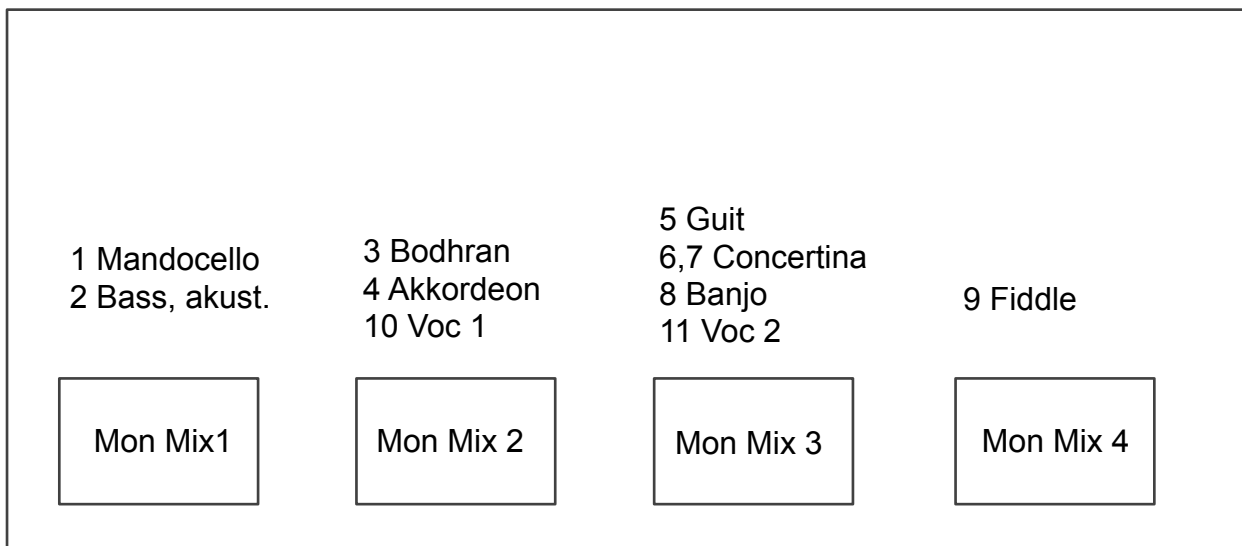 1 Mandocello
2 Bass, akust.
3 Bodhran
4 Akkordeon
10 Voc 1
5 Guit
6,7 Concertina
8 Banjo
11 Voc 2
9 Fiddle
Mon Mix1
Mon Mix 2
Mon Mix 3
Mon Mix 4